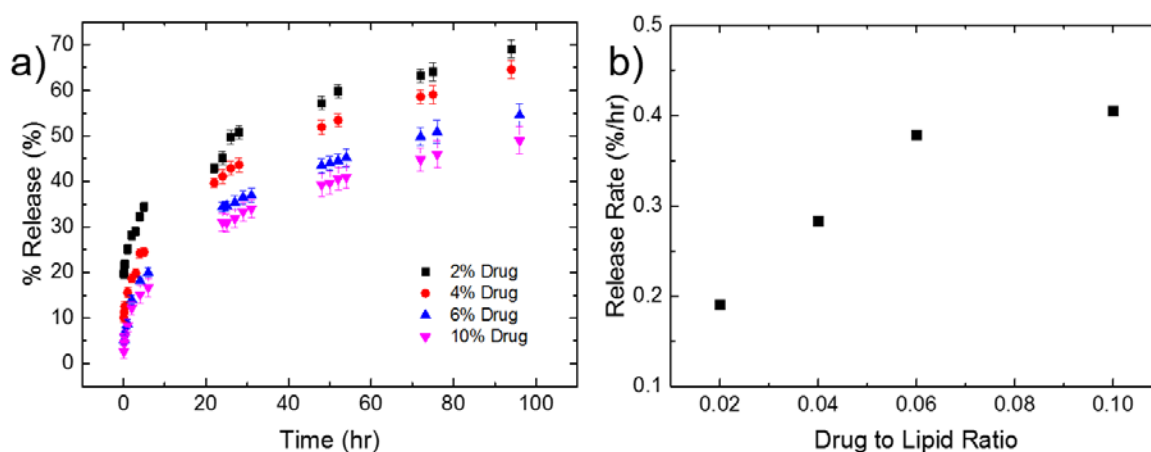 a)
% Release (%)
70
60
50
40
30
20
10
0
0 20 40 60 80 100
Time (hr)
2% Drug
4% Drug
6% Drug
10% Drug
b)
Release Rate (%/hr)
0.5
0.4
0.3
0.2
0.1
0.02 0.04 0.06 0.08 0.10
Drug to Lipid Ratio